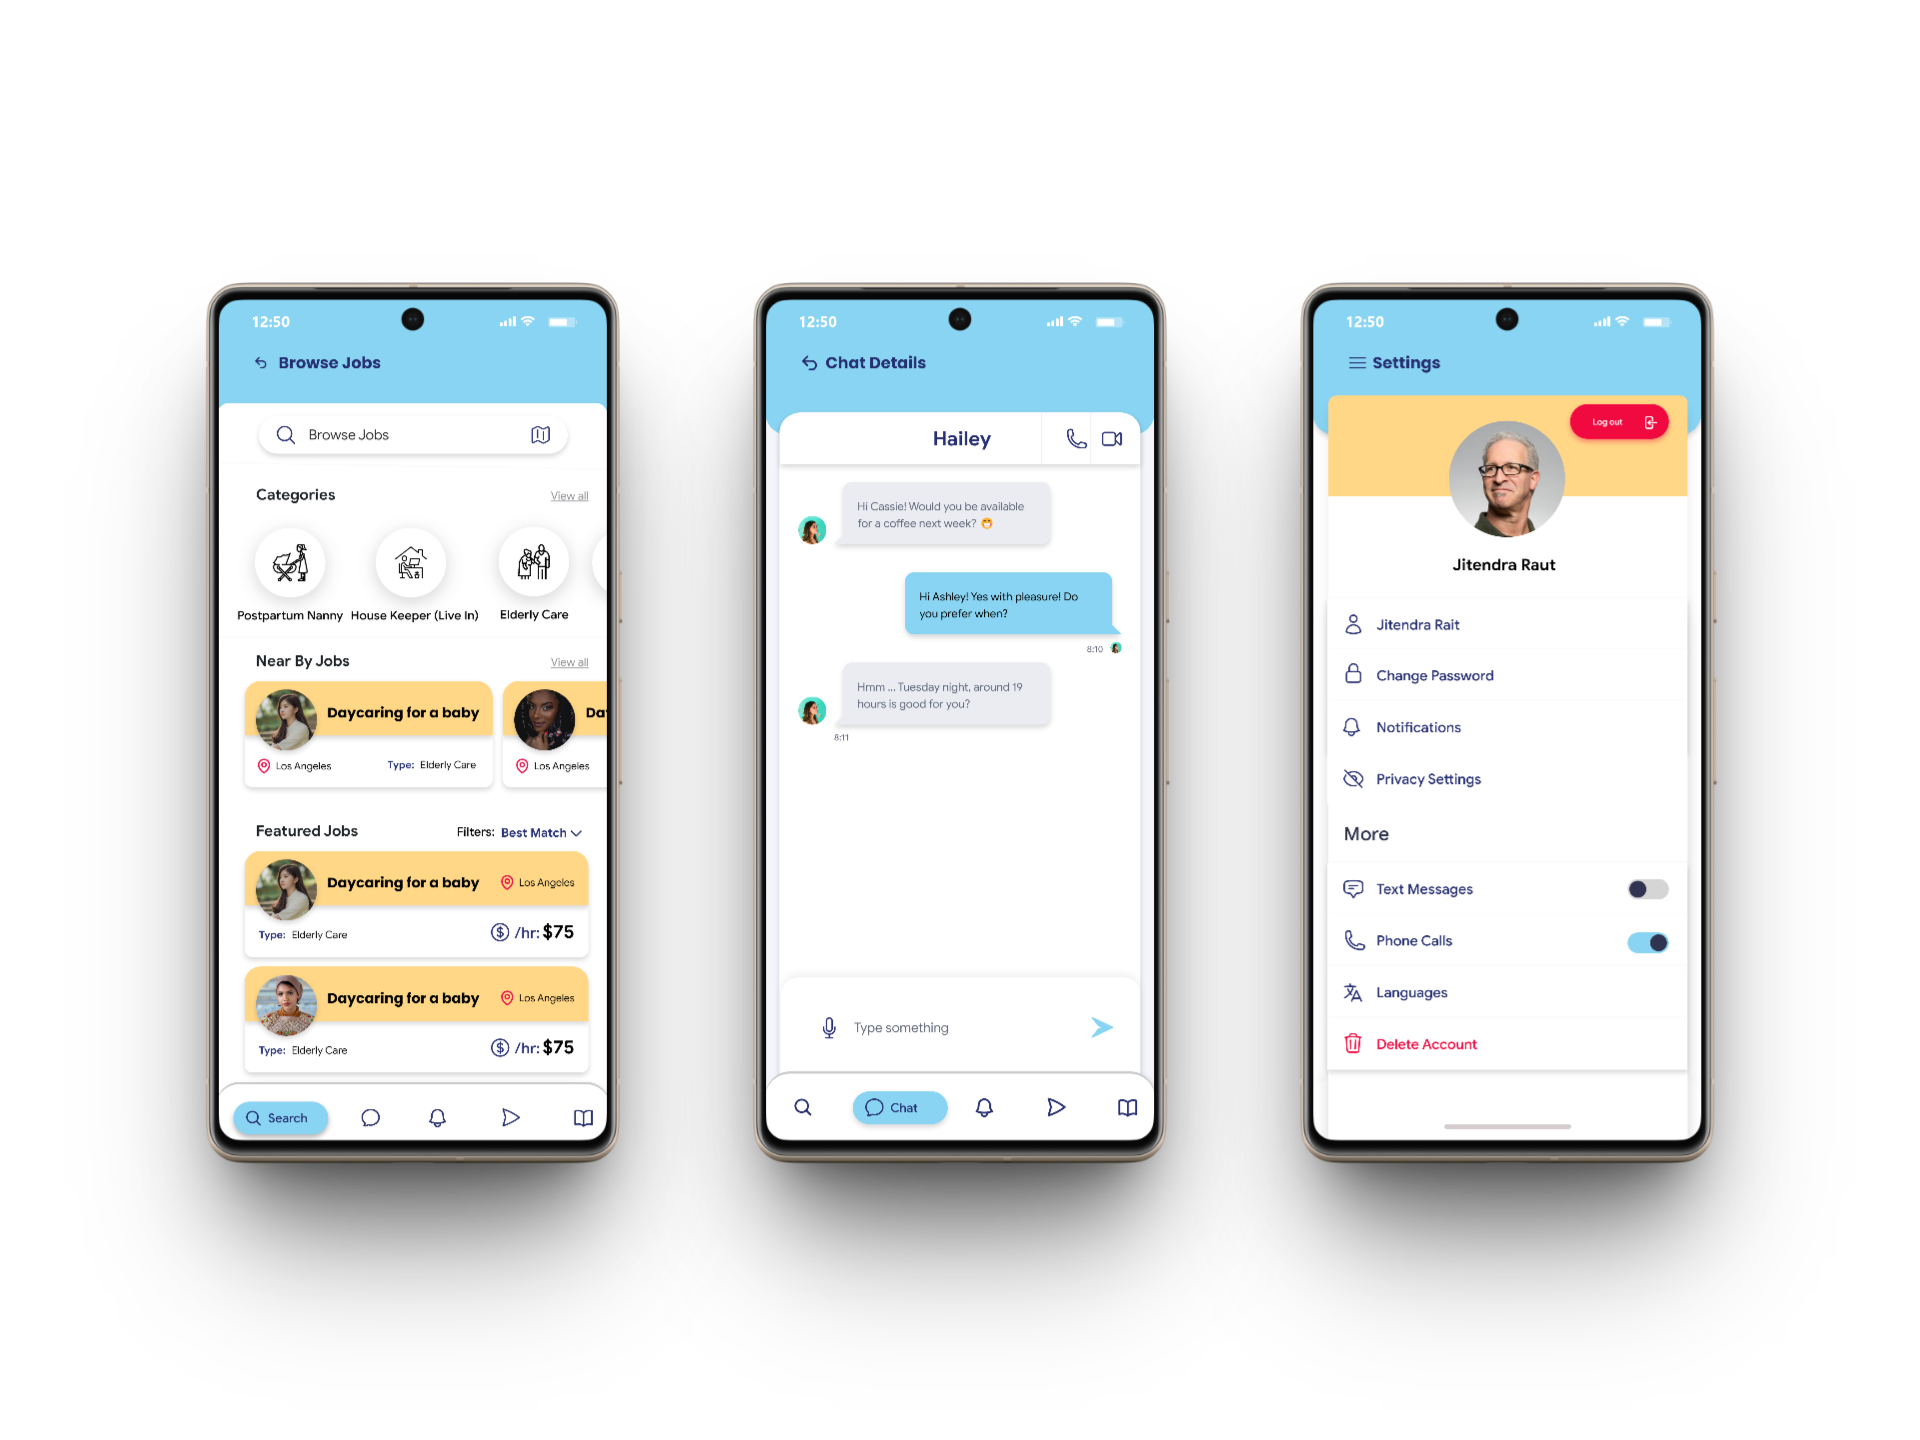 12:50
Browse Jobs
Browse Jobs
Categories
View all
Postpartum Nanny
House Keeper (Live In)
Elderly Care
Near By Jobs
View all
Daycaring for a baby
Da
Los Angeles
Type: Elderly Care
Los Angeles
Featured Jobs
Filters: Best Match
Daycaring for a baby
Los Angeles
Type: Elderly Care
$ /hr: $75
Daycaring for a baby
Los Angeles
Type: Elderly Care
$ /hr: $75
Search
12:50
Chat Details
Hailey
Hi Cassie! Would you be available
for a coffee next week? 😁
Hi Ashley! Yes with pleasure! Do
you prefer when?
8:10
Hmm ... Tuesday night, around 19
hours is good for you?
8:11
Type something
Chat
12:50
Settings
Log out
Jitendra Raut
Jitendra Rait
Change Password
Notifications
Privacy Settings
More
Text Messages
Phone Calls
Languages
Delete Account